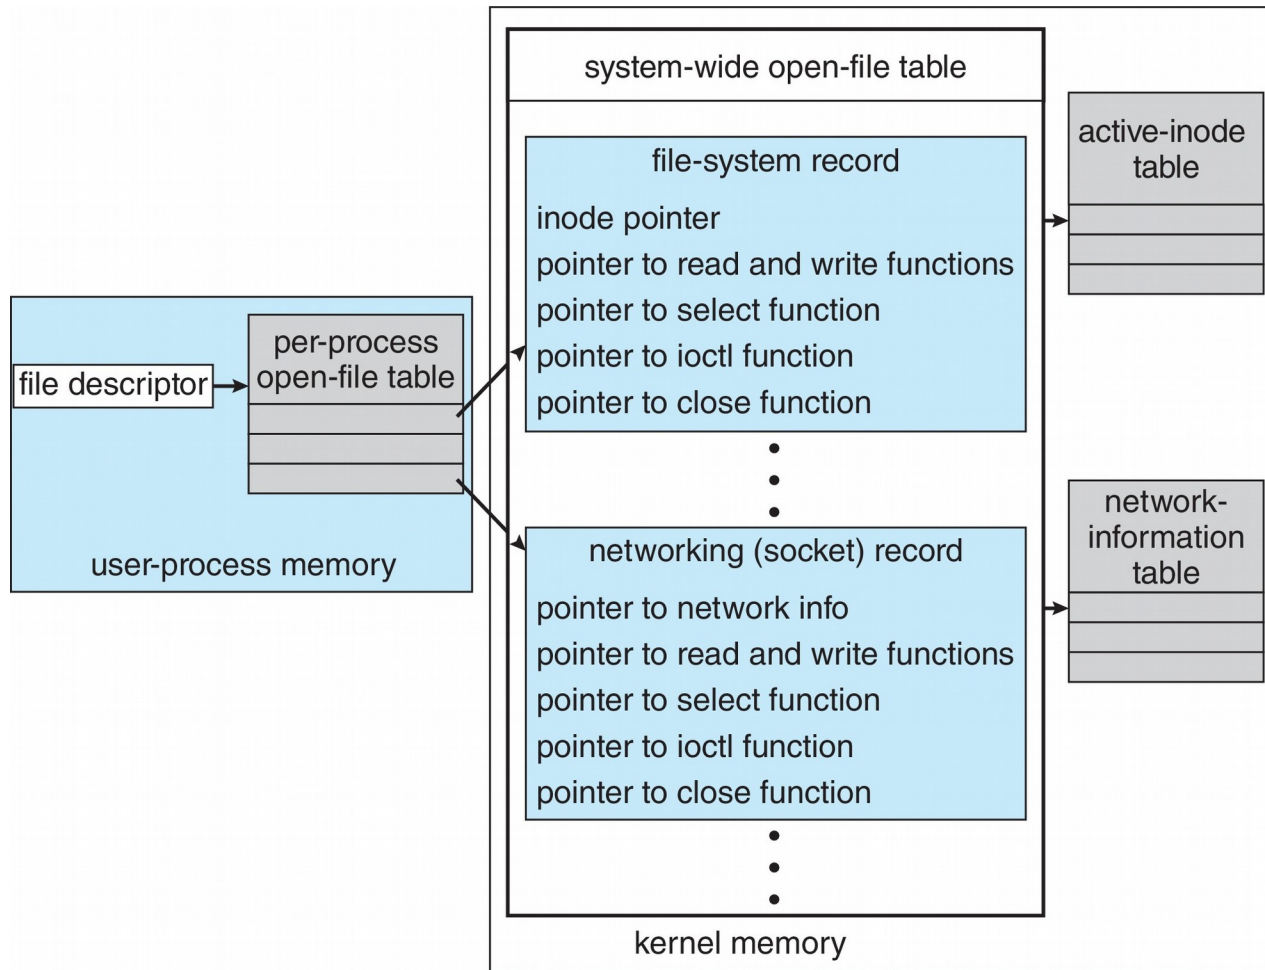 system-wide open-file table
file-system record
inode pointer
pointer to read and write functions
pointer to select function
pointer to ioctl function
pointer to close function
active-inode
table
file descriptor
per-process
open-file table
user-process memory
networking (socket) record
pointer to network info
pointer to read and write functions
pointer to select function
pointer to ioctl function
pointer to close function
network-
information
table
kernel memory